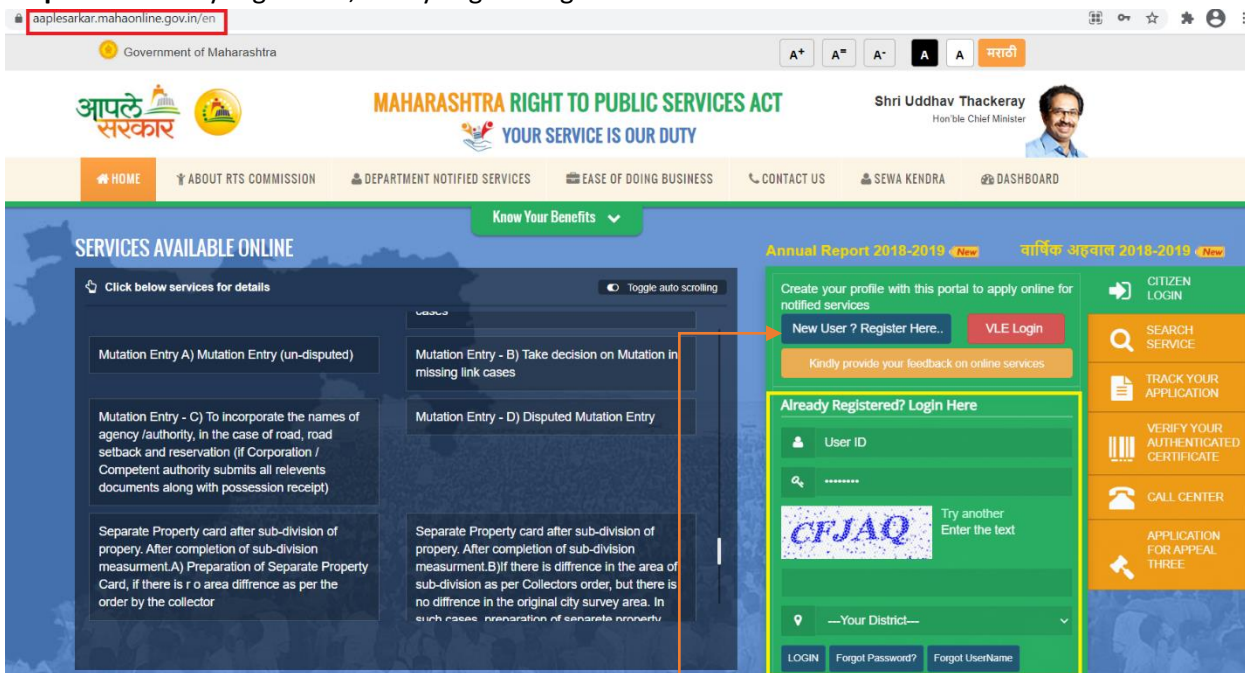 aaplesarkar.mahaonline.gov.in/en
Government of Maharashtra
A+
A=
A-
A
A
मराठी
आपले
सरकार
MAHARASHTRA RIGHT TO PUBLIC SERVICES ACT
YOUR SERVICE IS OUR DUTY
Shri Uddhav Thackeray
Hon'ble Chief Minister
HOME
ABOUT RTS COMMISSION
DEPARTMENT NOTIFIED SERVICES
EASE OF DOING BUSINESS
CONTACT US
SEWA KENDRA
DASHBOARD
Know Your Benefits
SERVICES AVAILABLE ONLINE
Annual Report 2018-2019 New
वार्षिक अहवाल 2018-2019 New
Click below services for details
Toggle auto scrolling
cases
Mutation Entry A) Mutation Entry (un-disputed)
Mutation Entry - B) Take decision on Mutation in
missing link cases
Mutation Entry - C) To incorporate the names of
agency /authority, in the case of road, road
setback and reservation (if Corporation /
Competent authority submits all relevents
documents along with possession receipt)
Mutation Entry - D) Disputed Mutation Entry
Separate Property card after sub-division of
propery. After completion of sub-division
measurment.A) Preparation of Separate Property
Card, if there is r o area diffrence as per the
order by the collector
Separate Property card after sub-division of
propery. After completion of sub-division
measurment.B)If there is diffrence in the area of
sub-division as per Collectors order, but there is
no diffrence in the original city survey area. In
such cases, preparation of separete property
Create your profile with this portal to apply online for
notified services
New User ? Register Here..
VLE Login
Kindly provide your feedback on online services
Already Registered? Login Here
User ID
••••••••
CFJAQ
Try another
Enter the text
---Your District---
LOGIN
Forgot Password?
Forgot UserName
CITIZEN
LOGIN
SEARCH
SERVICE
TRACK YOUR
APPLICATION
VERIFY YOUR
AUTHENTICATED
CERTIFICATE
CALL CENTER
APPLICATION
FOR APPEAL
THREE